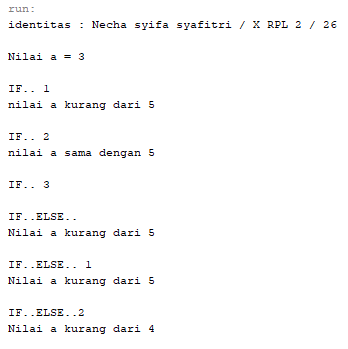 run:
identitas : Necha syifa syafitri / X RPL 2 / 26
Nilai a = 3
IF.. 1
nilai a kurang dari 5
IF.. 2
nilai a sama dengan 5
IF.. 3
IF..ELSE..
Nilai a kurang dari 5
IF..ELSE.. 1
Nilai a kurang dari 5
IF..ELSE..2
Nilai a kurang dari 4